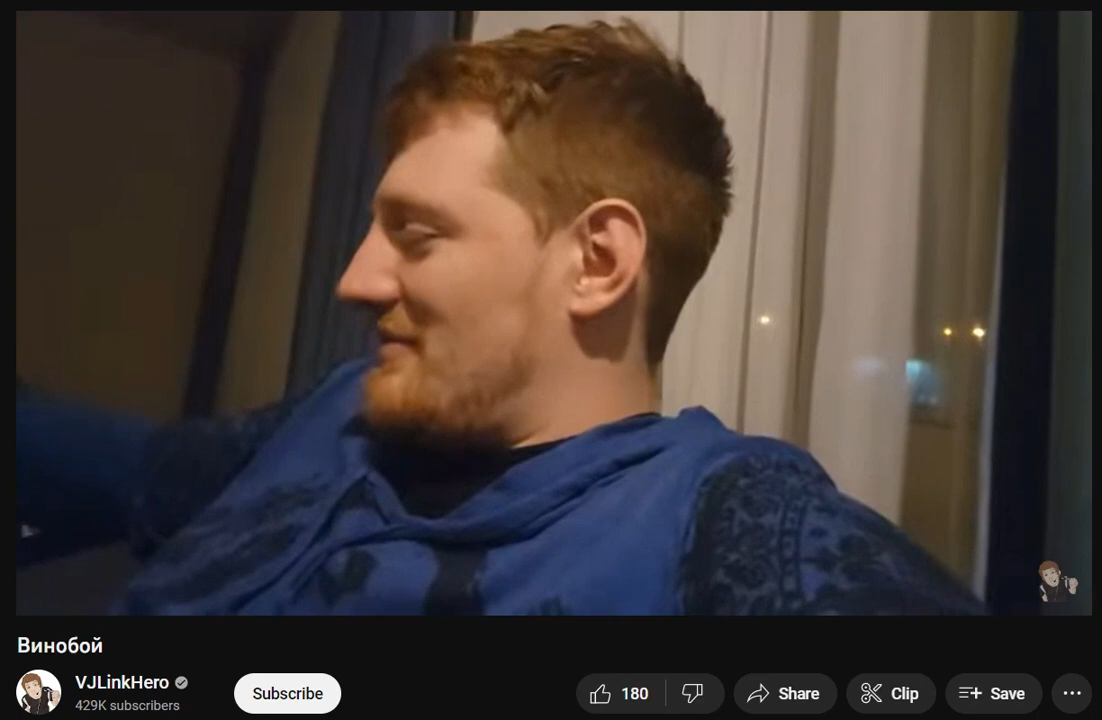 Винобой
VJLinkHero
429K subscribers
Subscribe
180
Share
Clip
Save